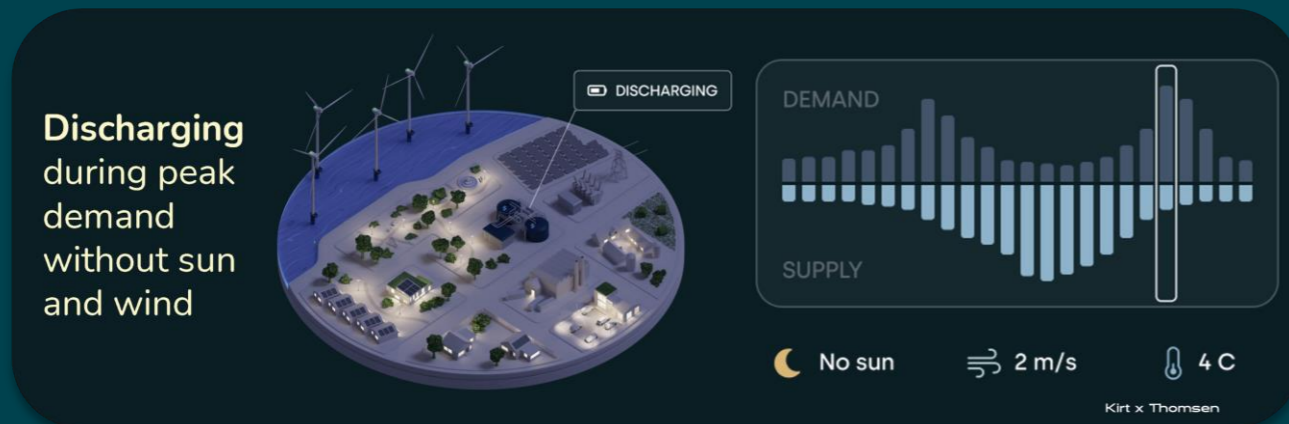 Discharging
during peak
demand
without sun
and wind
DISCHARGING
DEMAND
SUPPLY
No sun
2 m/s
4 C
Kirt x Thomsen